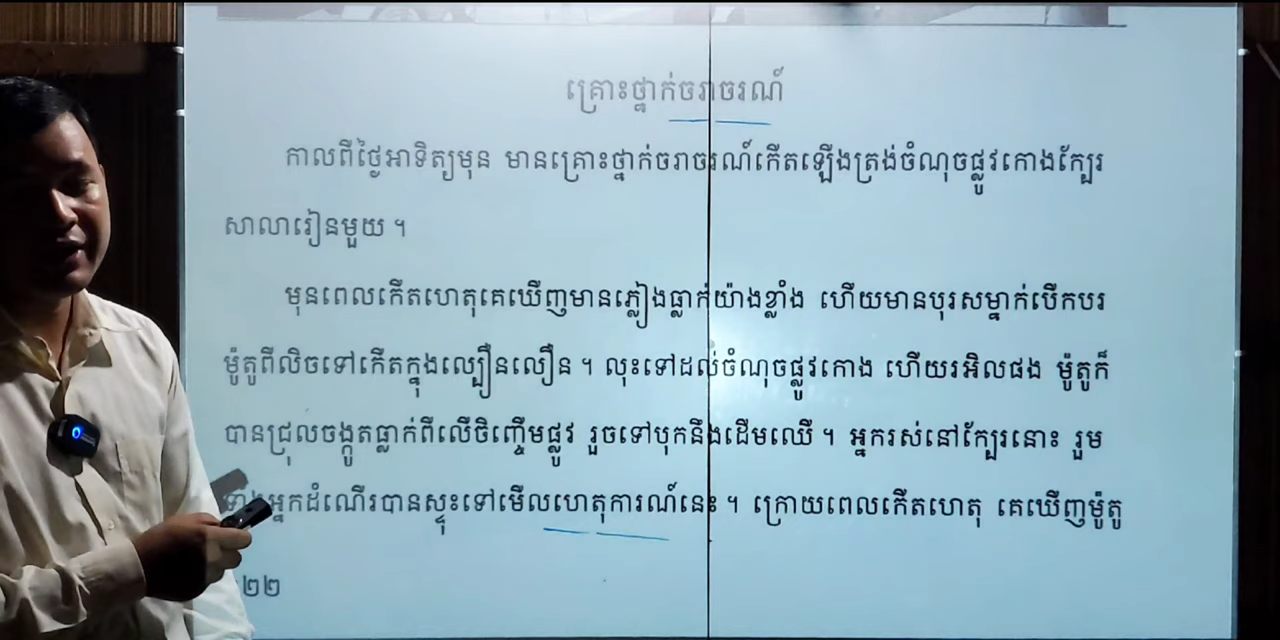 គ្រោះថ្នាក់ចរាចរណ៍
កាលពីថ្ងៃអាទិត្យមុន មានគ្រោះថ្នាក់ចរាចរណ៍កើតឡើងត្រង់ចំណុចផ្លូវកោងក្បែរ
សាលារៀនមួយ ។
មុនពេលកើតហេតុគេឃើញមានភ្លៀងធ្លាក់យ៉ាងខ្លាំង ហើយមានបុរសម្នាក់បើកបរ
ម៉ូតូពីលិចទៅកើតក្នុងល្បឿនលឿន ។ លុះទៅដល់ចំណុចផ្លូវកោង ហើយរអិលផង ម៉ូតូក៏
បានជ្រុលចង្កូតធ្លាក់ពីលើចិញ្ចើមផ្លូវ រួចទៅបុកនឹងដើមឈើ ។ អ្នករស់នៅក្បែរនោះ រួម
ទាំងអ្នកដំណើរបានស្ទុះទៅមើលហេតុការណ៍នេះ ។ ក្រោយពេលកើតហេតុ គេឃើញម៉ូតូ
២២